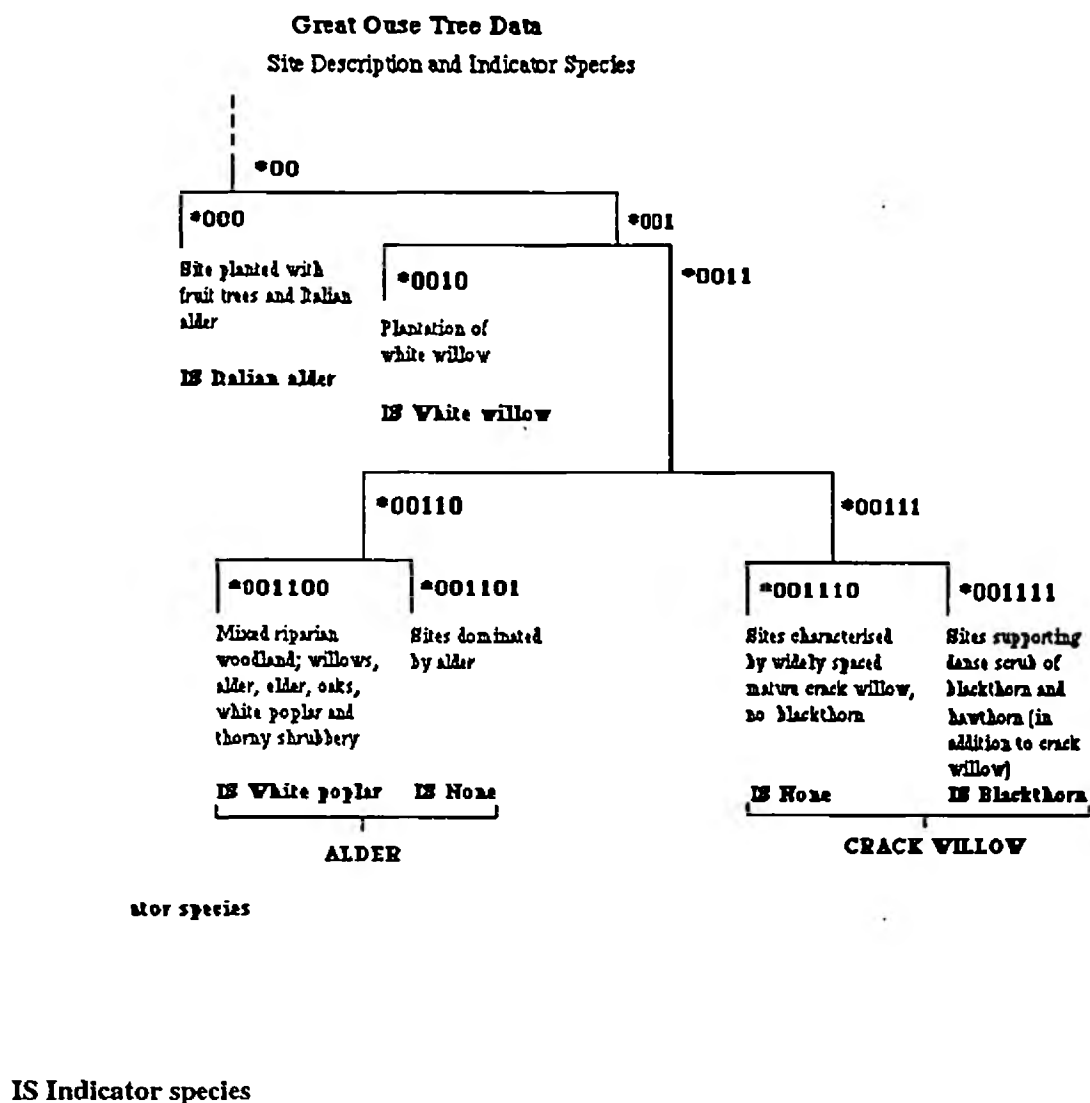 Great Ouse Tree Data
Site Description and Indicator Species
*00
*000
*001
Site planted with
fruit trees and Italian
alder
IS Italian alder
*0010
*0011
Plantation of
white willow
IS White willow
*00110
*00111
*001100
*001101
*001110
*001111
Mixed riparian
woodland; willows,
alder, elder, oaks,
white poplar and
thorny shrubbery
Sites dominated
by alder
Sites characterised
by widely spaced
mature crack willow,
no blackthorn
Sites supporting
dense scrub of
blackthorn and
hawthorn (in
addition to crack
willow)
IS White poplar
IS None
IS None
IS Blackthorn
ALDER
CRACK WILLOW
ator species
IS Indicator species